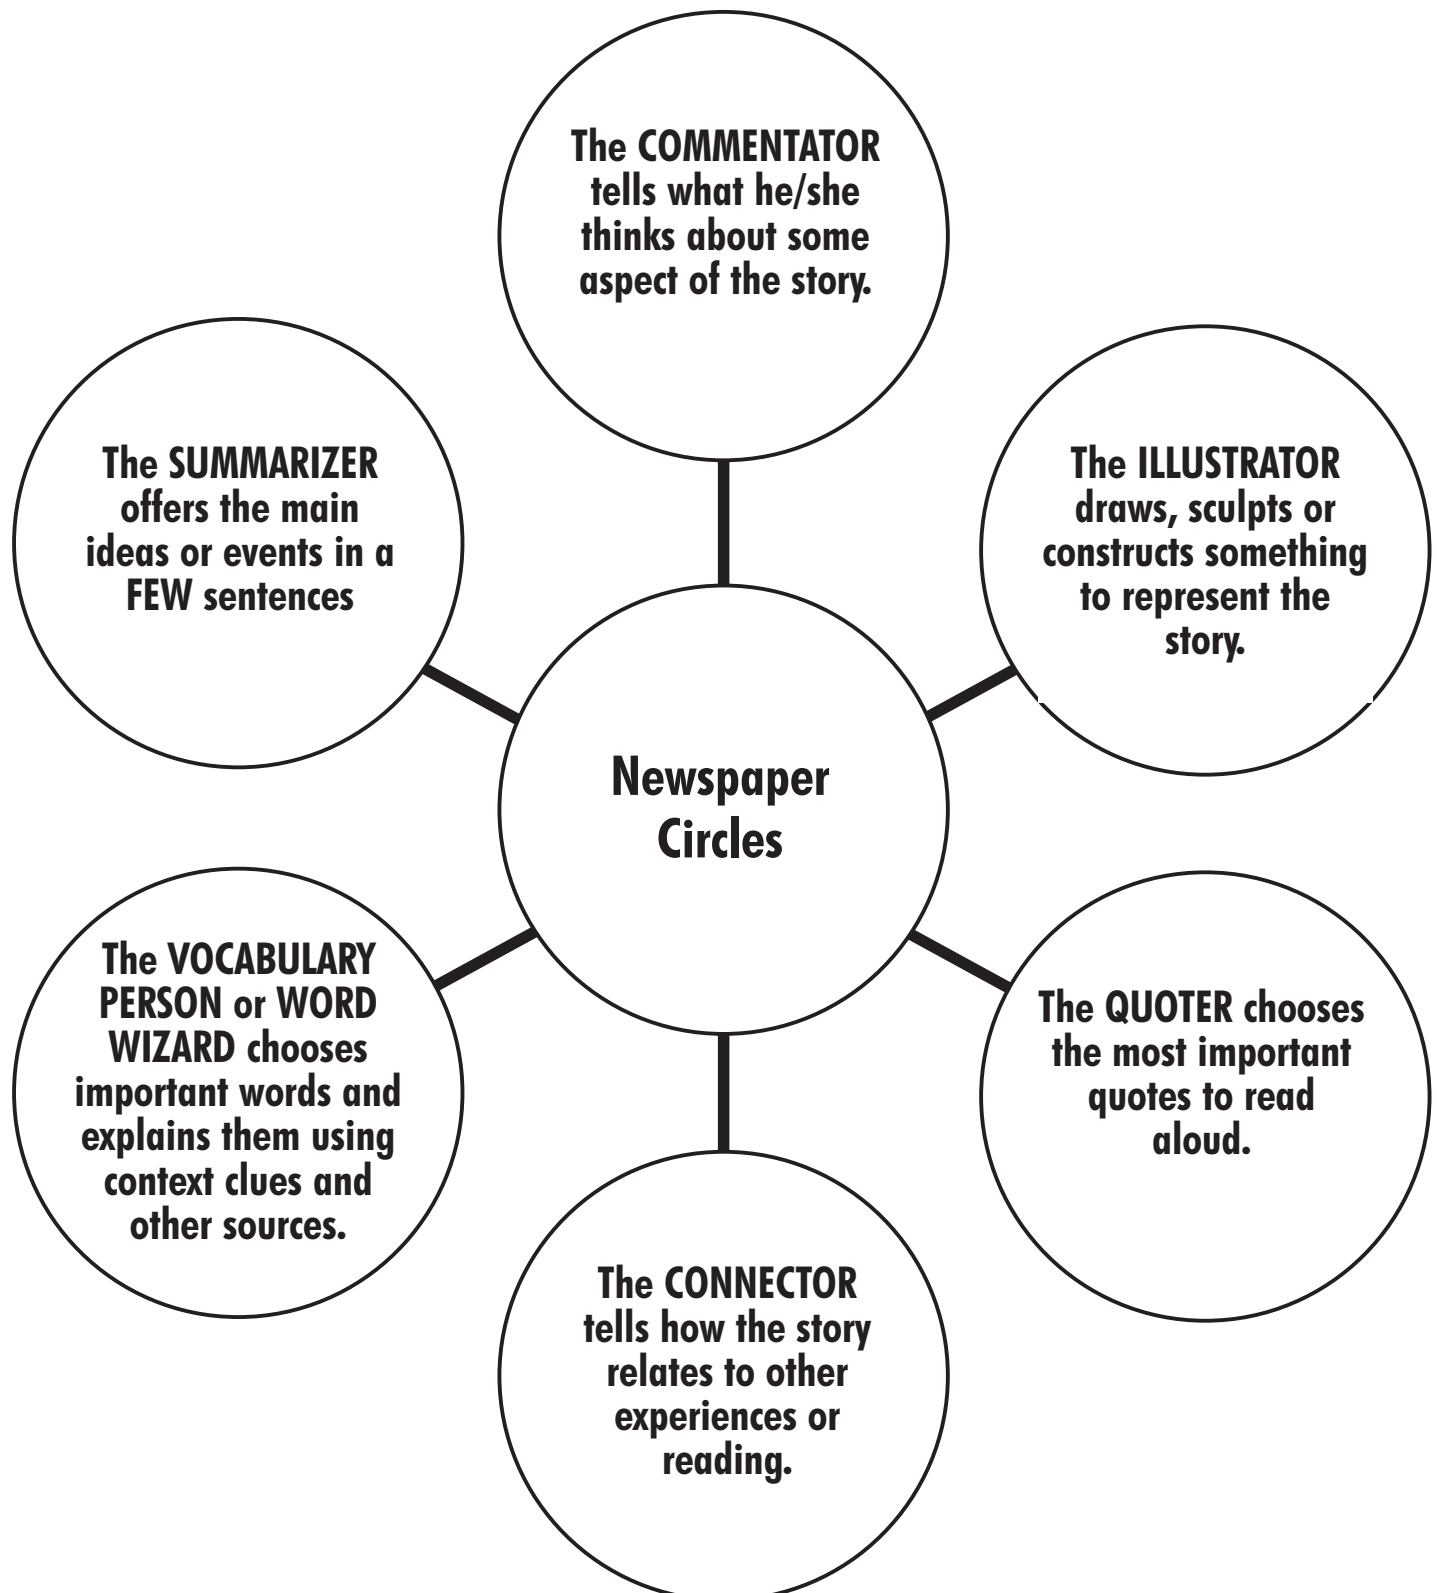 The COMMENTATOR
tells what he/she
thinks about some
aspect of the story.
The SUMMARIZER
offers the main
ideas or events in a
FEW sentences
The ILLUSTRATOR
draws, sculpts or
constructs something
to represent the
story.
Newspaper
Circles
The VOCABULARY
PERSON or WORD
WIZARD chooses
important words and
explains them using
context clues and
other sources.
The QUOTER chooses
the most important
quotes to read
aloud.
The CONNECTOR
tells how the story
relates to other
experiences or
reading.